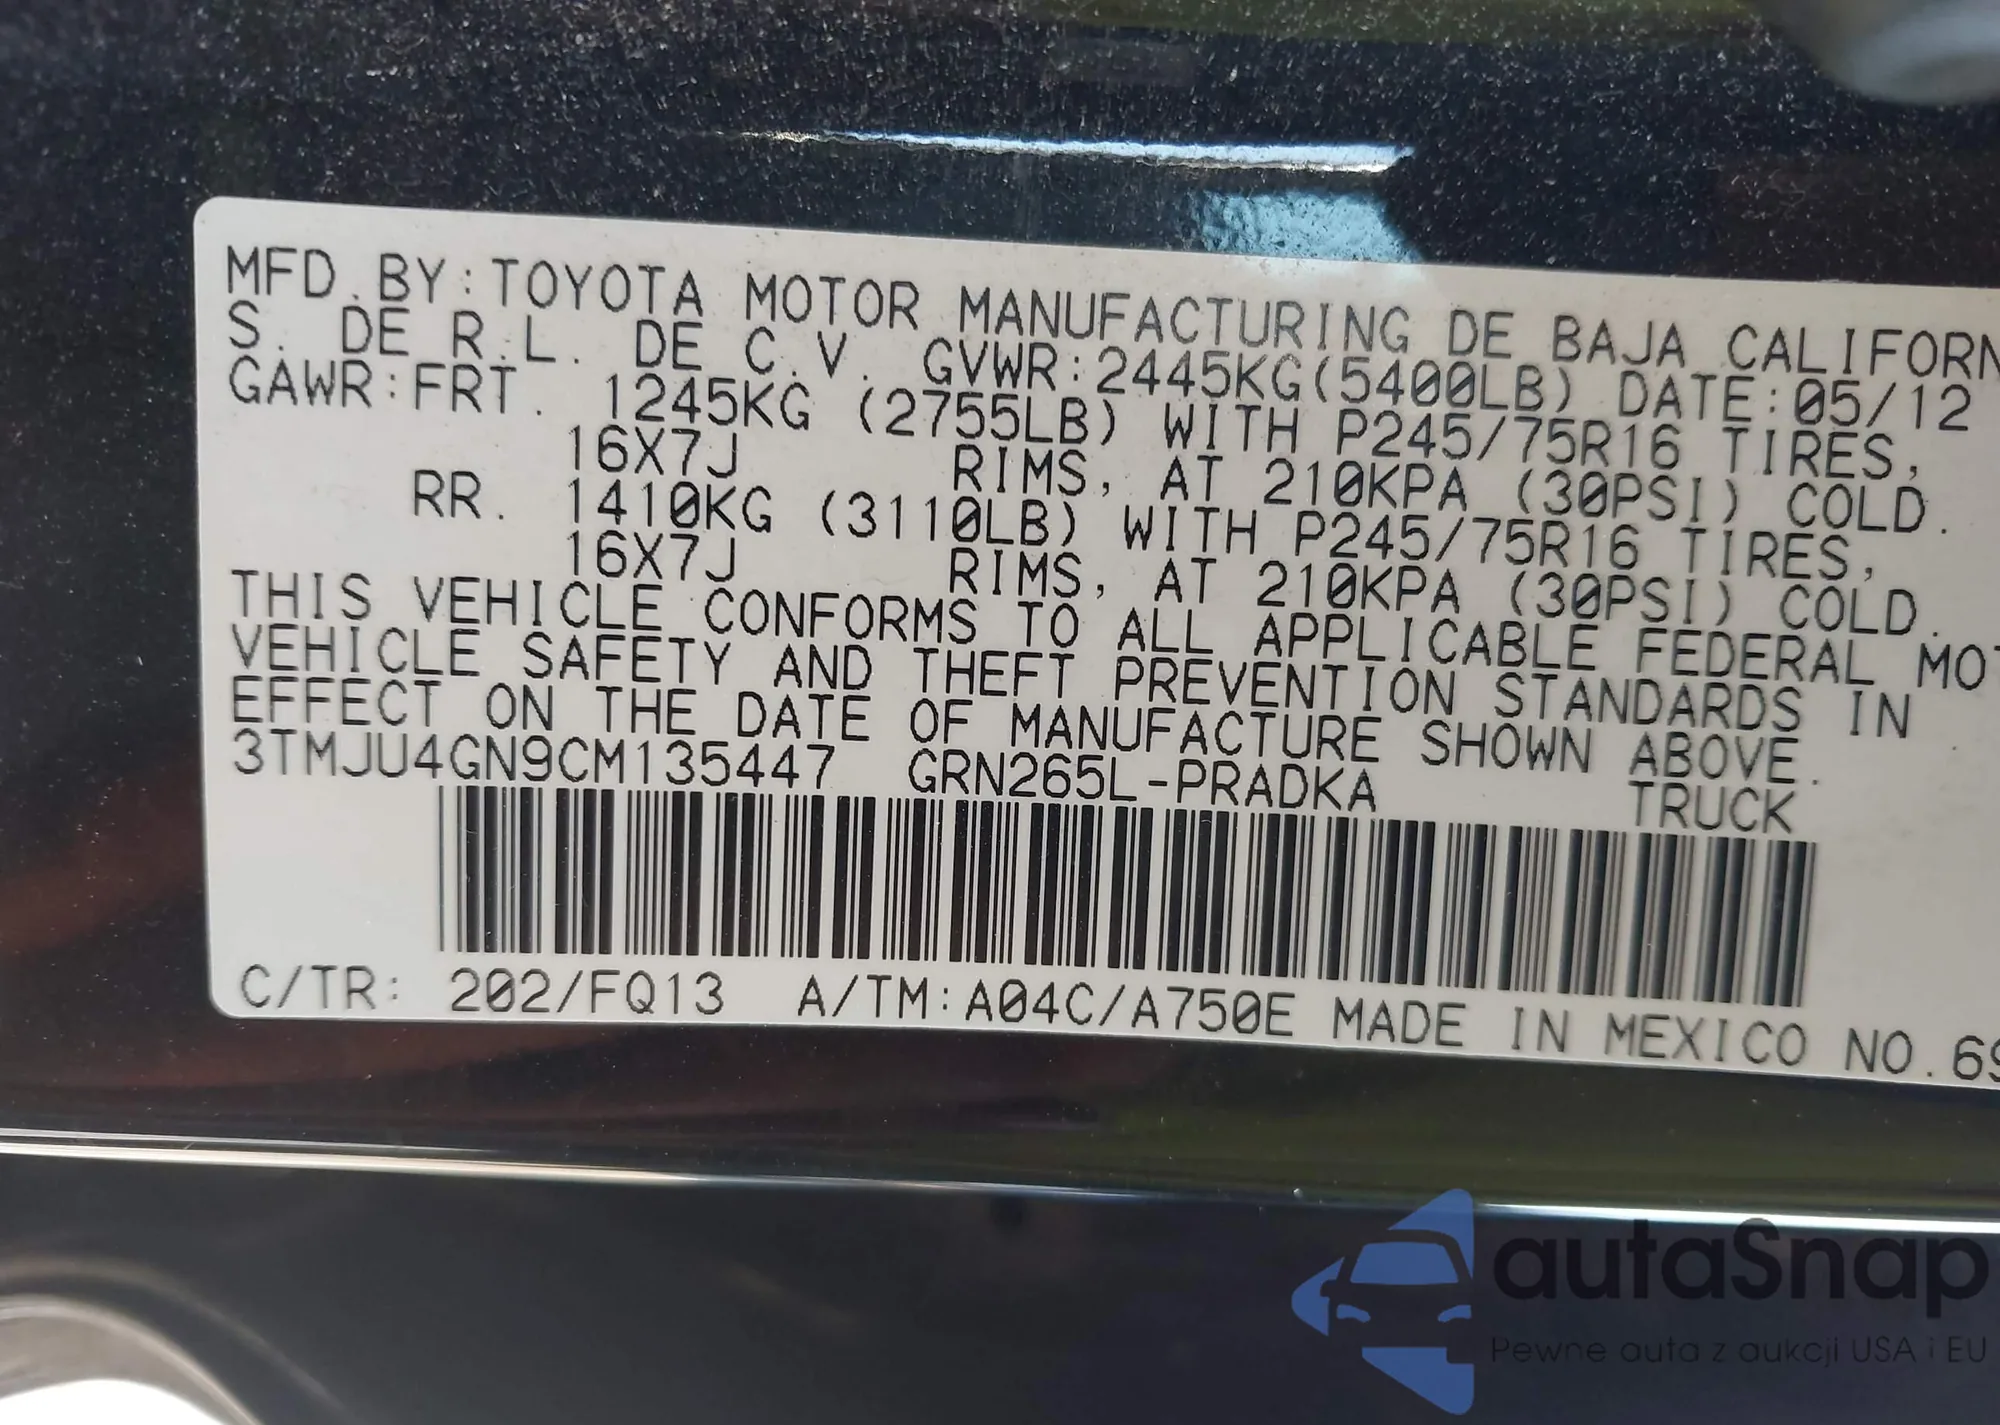 MFD.BY:TOYOTA MOTOR MANUFACTURING DE BAJA CALIFORN
S. DE R.L. DE C.V. GVWR:2445KG(5400LB) DATE:05/12
GAWR:FRT. 1245KG (2755LB) WITH P245/75R16 TIRES,
16X7J RIMS, AT 210KPA (30PSI) COLD.
RR. 1410KG (3110LB) WITH P245/75R16 TIRES,
16X7J RIMS, AT 210KPA (30PSI) COLD.
THIS VEHICLE CONFORMS TO ALL APPLICABLE FEDERAL MOT
VEHICLE SAFETY AND THEFT PREVENTION STANDARDS IN
EFFECT ON THE DATE OF MANUFACTURE SHOWN ABOVE.
3TMJU4GN9CM135447 GRN265L-PRADKA TRUCK
C/TR: 202/FQ13 A/TM:A04C/A750E MADE IN MEXICO NO.69
autaSnap
Pewne auta z aukcji USA i EU